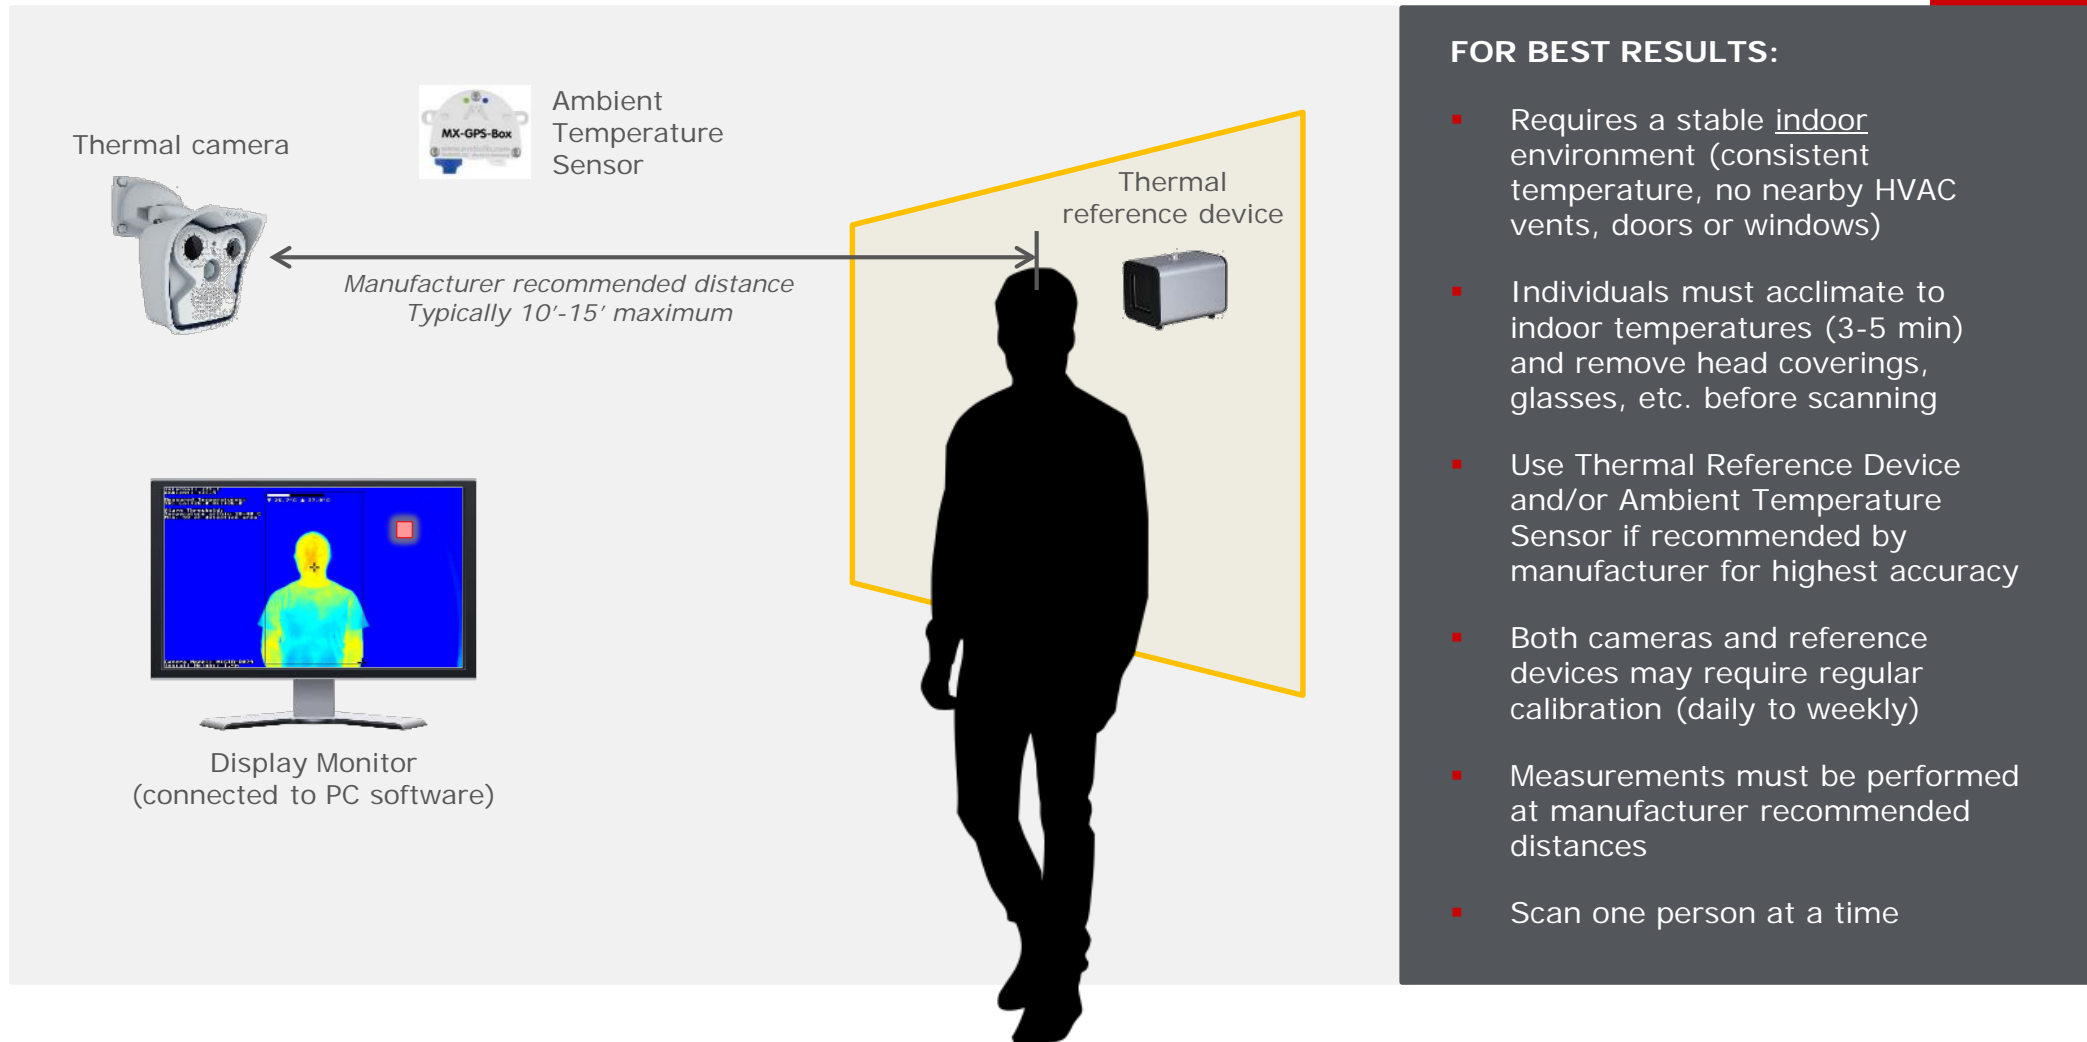 Thermal camera
MX-GPS-Box
Ambient
Temperature
Sensor
Thermal
reference device
Manufacturer recommended distance
Typically 10’-15’ maximum
Display Monitor
(connected to PC software)
FOR BEST RESULTS:
Requires a stable indoor
environment (consistent
temperature, no nearby HVAC
vents, doors or windows)
Individuals must acclimate to
indoor temperatures (3-5 min)
and remove head coverings,
glasses, etc. before scanning
Use Thermal Reference Device
and/or Ambient Temperature
Sensor if recommended by
manufacturer for highest accuracy
Both cameras and reference
devices may require regular
calibration (daily to weekly)
Measurements must be performed
at manufacturer recommended
distances
Scan one person at a time